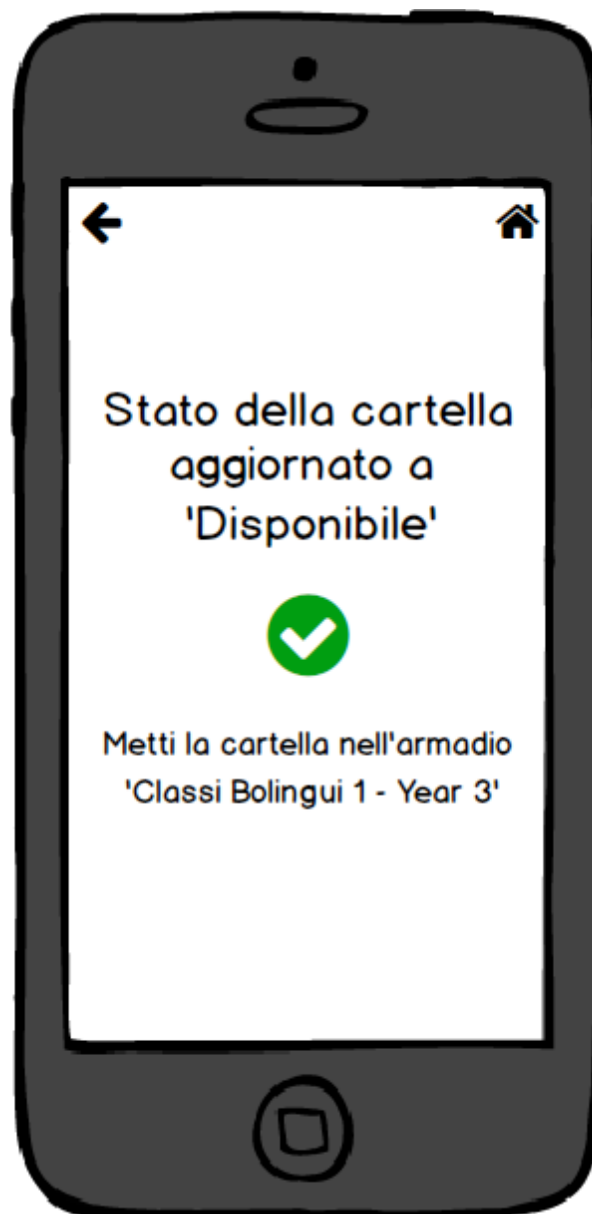 Stato della cartella
aggiornato a
'Disponibile'
Metti la cartella nell'armadio
'Classi Bolingui 1 - Year 3'